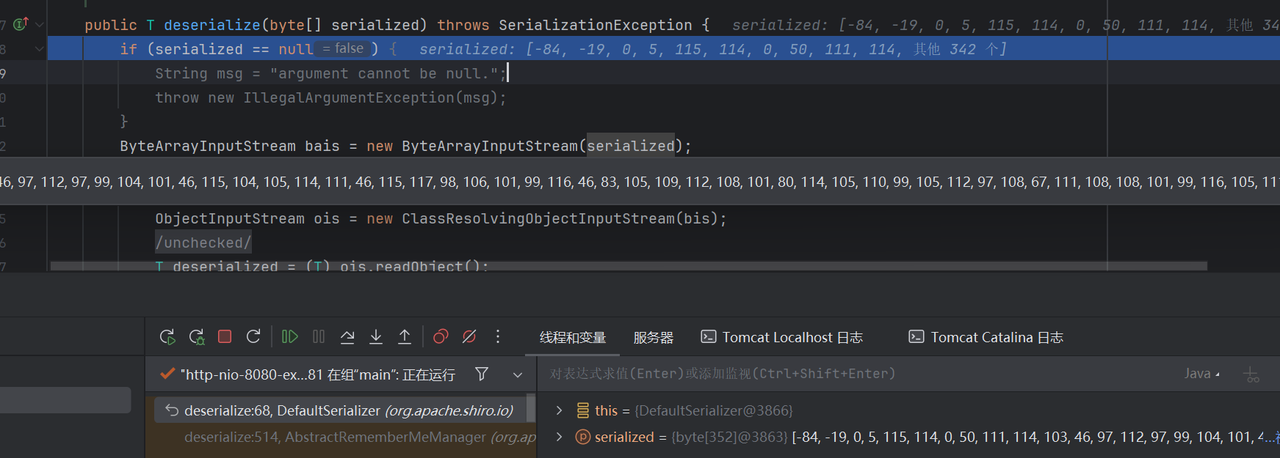 7 public T deserialize(byte[] serialized) throws SerializationException { serialized: [-84, -19, 0, 5, 115, 114, 0, 50, 111, 114, 其他 34
8 if (serialized == null = false ) { serialized: [-84, -19, 0, 5, 115, 114, 0, 50, 111, 114, 其他 342 个]
9 String msg = "argument cannot be null.";
0 throw new IllegalArgumentException(msg);
1 }
2 ByteArrayInputStream bais = new ByteArrayInputStream(serialized);
46, 97, 112, 97, 99, 104, 101, 46, 115, 104, 105, 114, 111, 46, 115, 117, 98, 106, 101, 99, 116, 46, 83, 105, 109, 112, 108, 101, 80, 114, 105, 110, 99, 105, 112, 97, 108, 67, 111, 108, 108, 101, 99, 116, 105, 111
5 ObjectInputStream ois = new ClassResolvingObjectInputStream(bis);
6 /unchecked/
7 T deserialized = (T) ois.readObject();
线程和变量 服务器 Tomcat Localhost 日志 Tomcat Catalina 日志
"http-nio-8080-ex...81 在组"main": 正在运行
对表达式求值(Enter)或添加监视(Ctrl+Shift+Enter) Java
deserialize:68, DefaultSerializer (org.apache.shiro.io)
this = {DefaultSerializer@3866}
deserialize:514, AbstractRememberMeManager (org.ap
serialized = {byte[352]@3863} [-84, -19, 0, 5, 115, 114, 0, 50, 111, 114, 103, 46, 97, 112, 97, 99, 104, 101, 4...